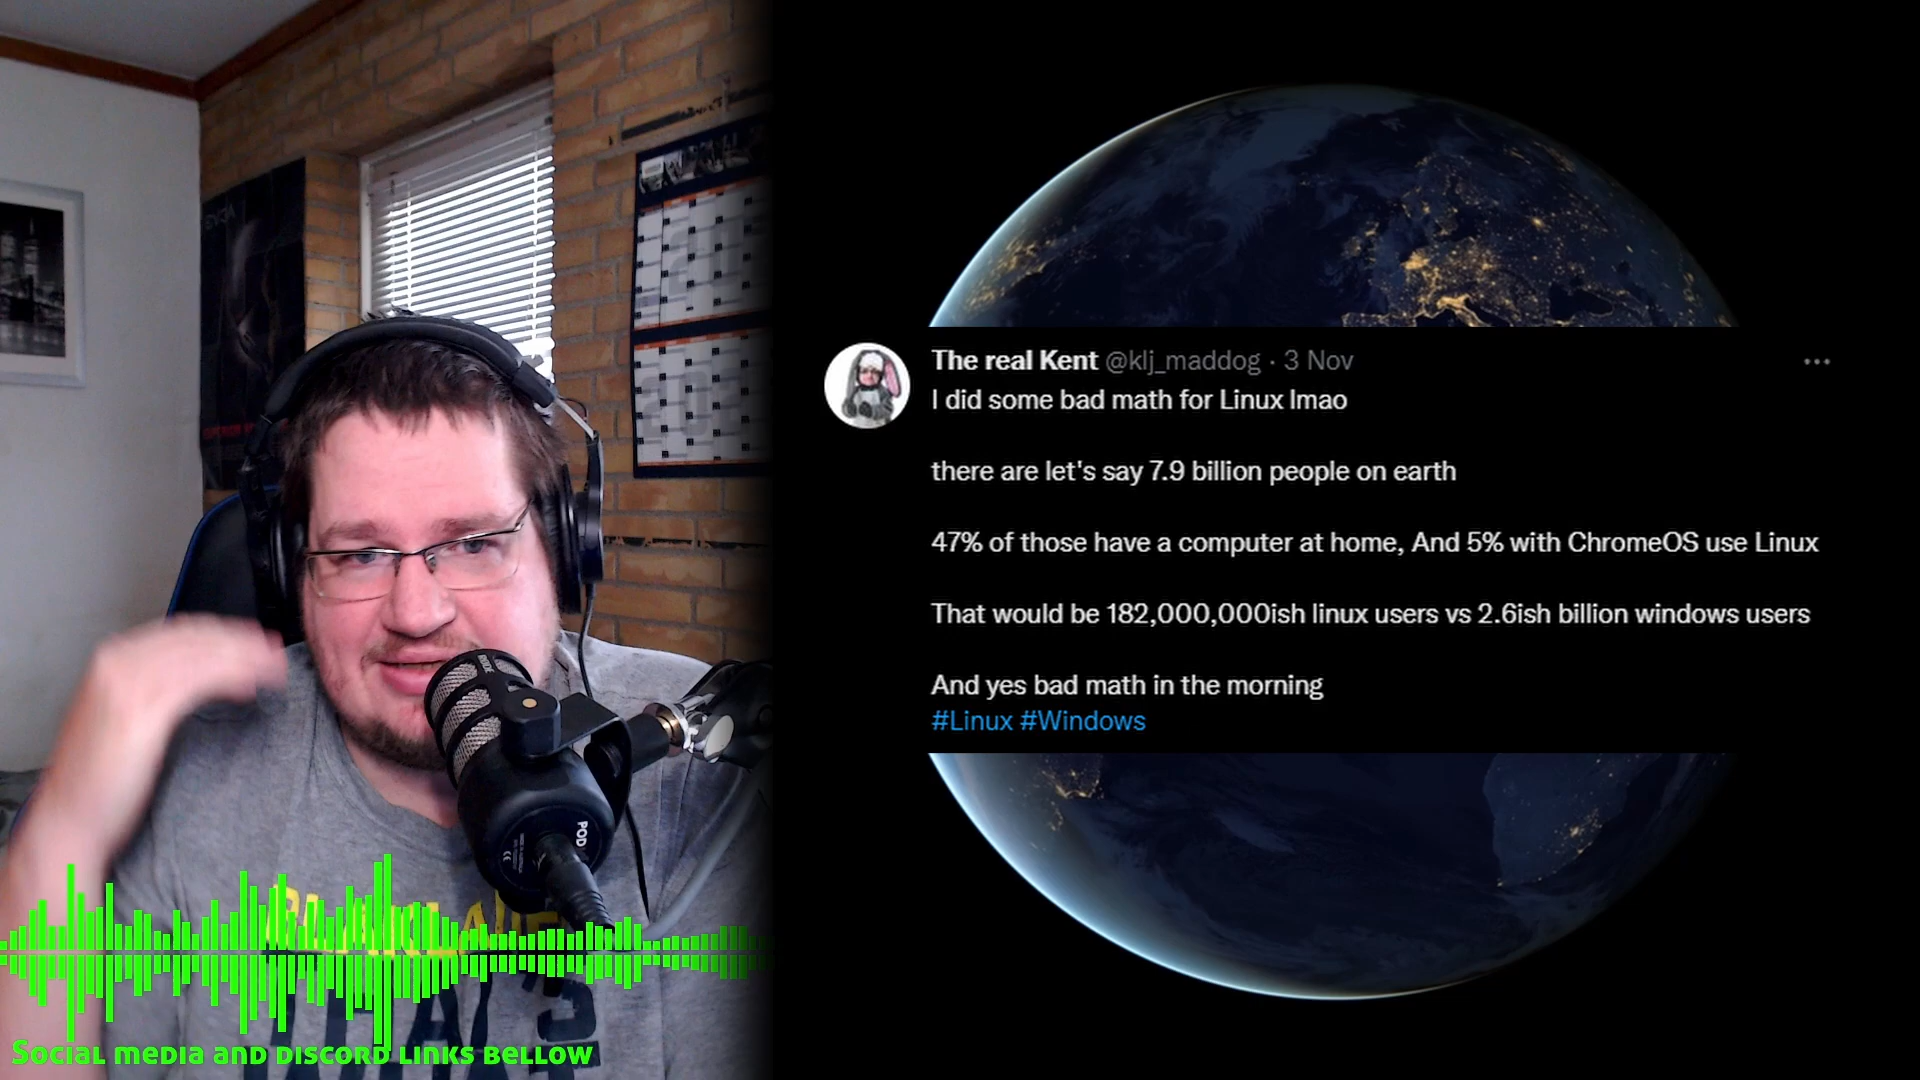 The real Kent @klj_maddog · 3 Nov
I did some bad math for Linux lmao
there are let's say 7.9 billion people on earth
47% of those have a computer at home, And 5% with ChromeOS use Linux
That would be 182,000,000ish linux users vs 2.6ish billion windows users
And yes bad math in the morning
#Linux #Windows
EVGA
POD
Social media and discord links bellow